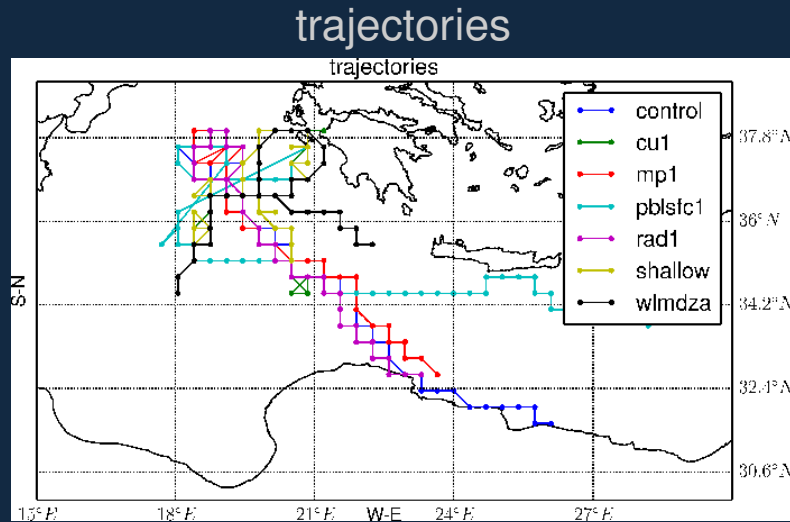 trajectories
trajectories
control
cu1
mp1
pblsfc1
rad1
shallow
wlmdza
37.8°N
36°N
34.2°N
32.4°N
30.6°N
S-N
15°E 18°E 21°E 24°E 27°E
W-E